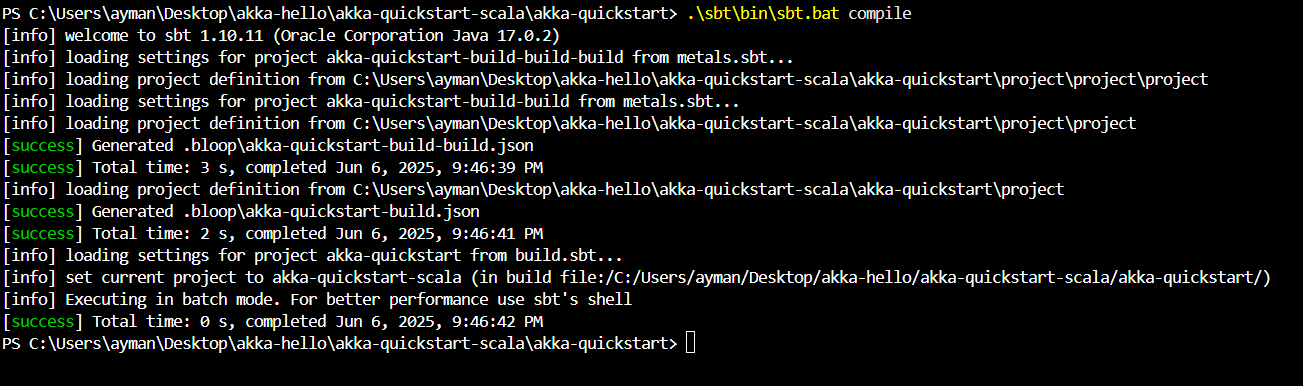 PS C:\Users\ayman\Desktop\akka-hello\akka-quickstart-scala\akka-quickstart> .\sbt\bin\sbt.bat compile
[info] welcome to sbt 1.10.11 (Oracle Corporation Java 17.0.2)
[info] loading settings for project akka-quickstart-build-build-build from metals.sbt...
[info] loading project definition from C:\Users\ayman\Desktop\akka-hello\akka-quickstart-scala\akka-quickstart\project\project\project
[info] loading settings for project akka-quickstart-build-build from metals.sbt...
[info] loading project definition from C:\Users\ayman\Desktop\akka-hello\akka-quickstart-scala\akka-quickstart\project\project
[success] Generated .bloop\akka-quickstart-build-build.json
[success] Total time: 3 s, completed Jun 6, 2025, 9:46:39 PM
[info] loading project definition from C:\Users\ayman\Desktop\akka-hello\akka-quickstart-scala\akka-quickstart\project
[success] Generated .bloop\akka-quickstart-build.json
[success] Total time: 2 s, completed Jun 6, 2025, 9:46:41 PM
[info] loading settings for project akka-quickstart from build.sbt...
[info] set current project to akka-quickstart-scala (in build file:/C:/Users/ayman/Desktop/akka-hello/akka-quickstart-scala/akka-quickstart/)
[info] Executing in batch mode. For better performance use sbt's shell
[success] Total time: 0 s, completed Jun 6, 2025, 9:46:42 PM
PS C:\Users\ayman\Desktop\akka-hello\akka-quickstart-scala\akka-quickstart>